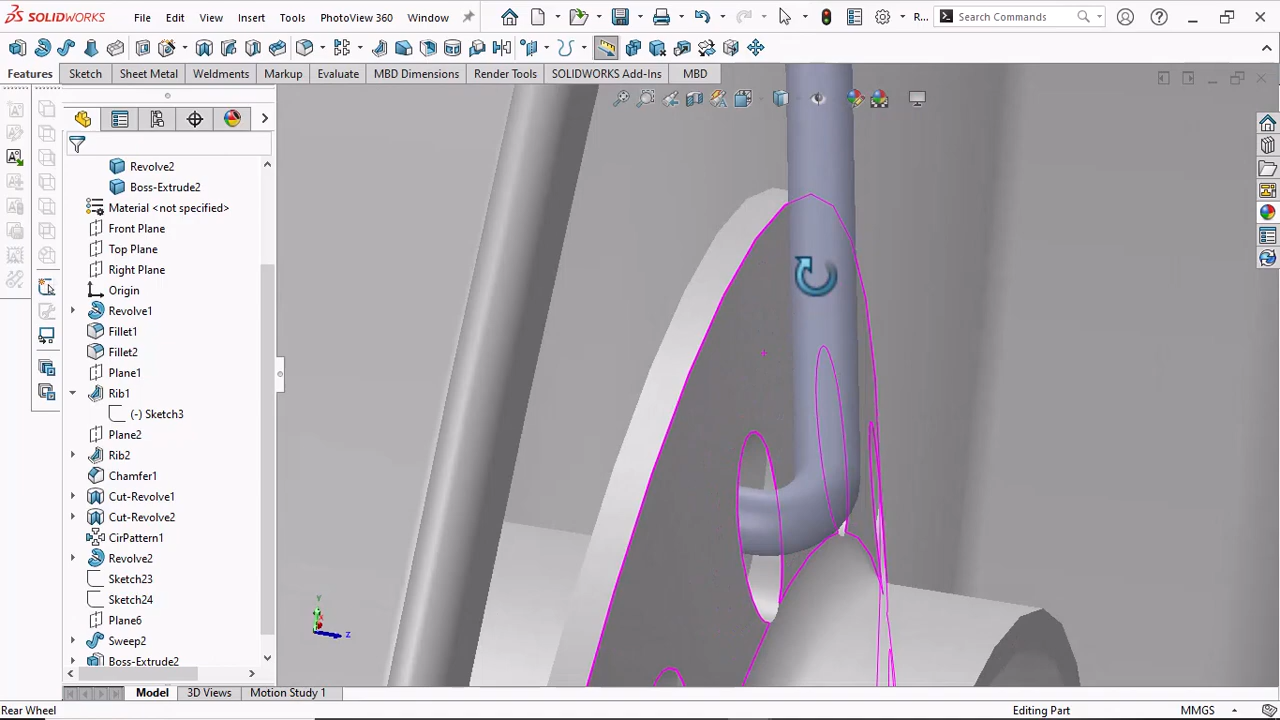 SOLIDWORKS
File
Edit
View
Insert
Tools
PhotoView 360
Window
R...
Search Commands
Features
Sketch
Sheet Metal
Weldments
Markup
Evaluate
MBD Dimensions
Render Tools
SOLIDWORKS Add-Ins
MBD
Revolve2
Boss-Extrude2
Material <not specified>
Front Plane
Top Plane
Right Plane
Origin
Revolve1
Fillet1
Fillet2
Plane1
Rib1
(-) Sketch3
Plane2
Rib2
Chamfer1
Cut-Revolve1
Cut-Revolve2
CirPattern1
Revolve2
Sketch23
Sketch24
Plane6
Sweep2
Boss-Extrude2
Y
Z
Model
3D Views
Motion Study 1
Rear Wheel
Editing Part
MMGS